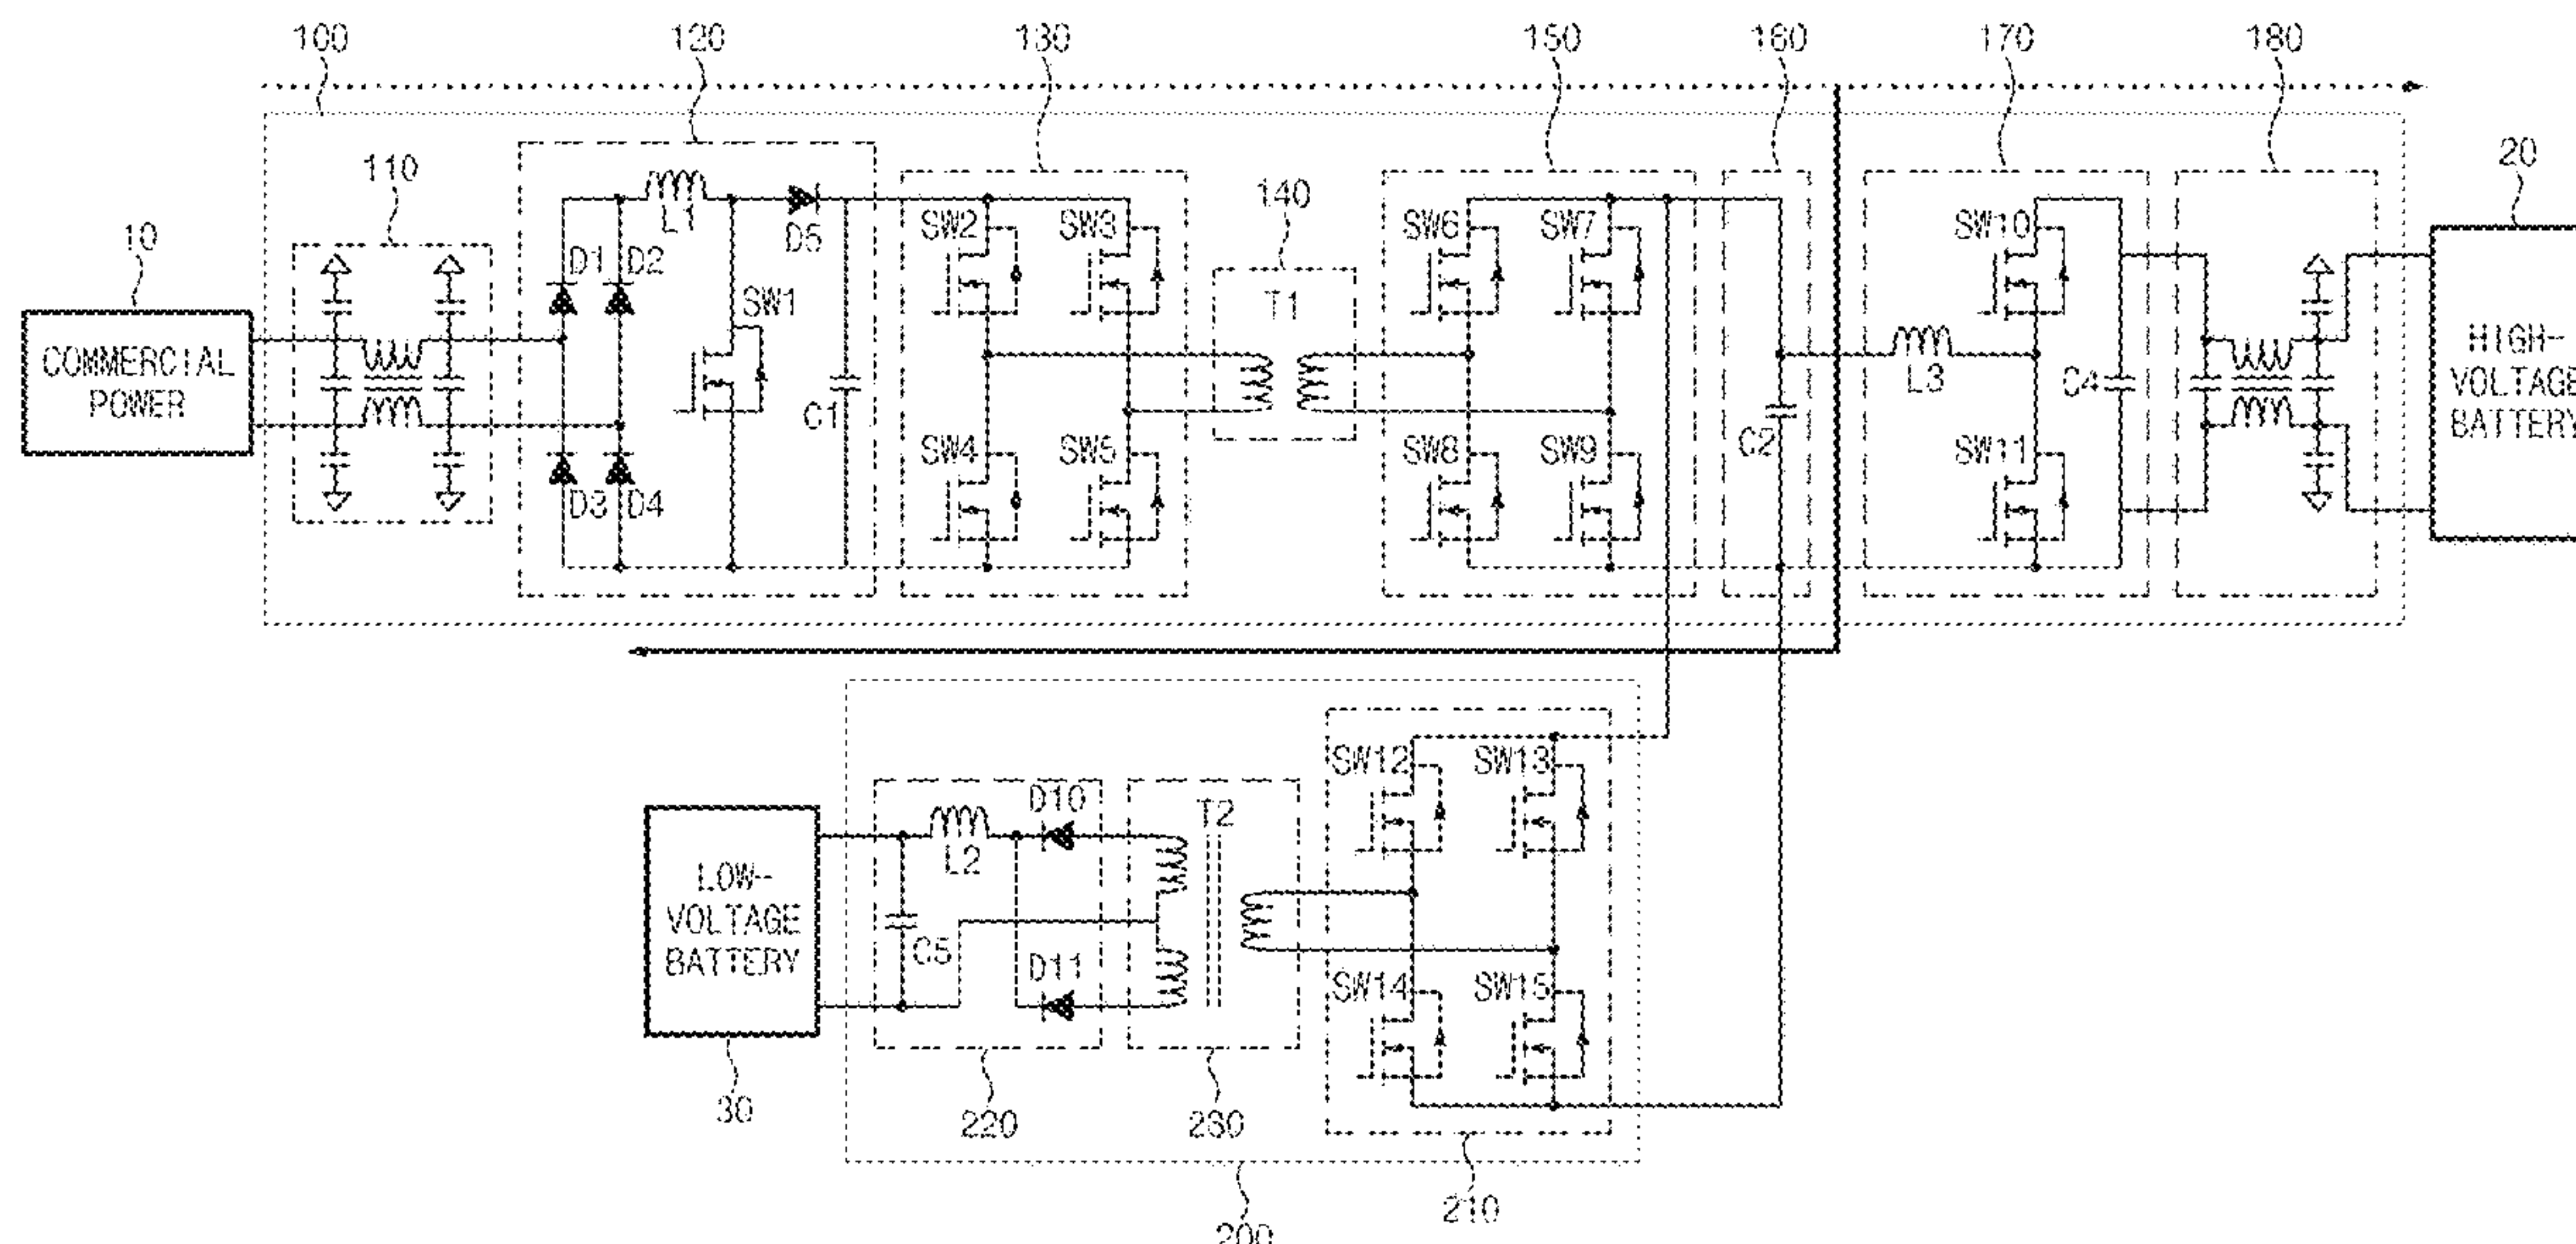 100
120
130
150
160
170
180
110
140
20
10
L1
D5
SW2
SW3
SW6
SW7
SW10
D1
D2
SW1
T1
COMMERCIAL
POWER
C1
L3
C4
HIGH-
VOLTAGE
BATTERY
SW4
SW5
SW8
SW9
C2
SW11
D3
D4
SW12
SW13
D10
T2
L2
LOW-
VOLTAGE
BATTERY
C5
D11
SW14
SW15
30
220
230
210
200